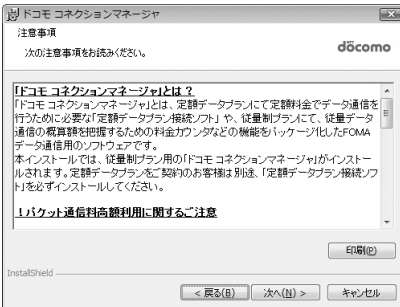 ドコモ コネクションマネージャ
注意事項
次の注意事項をお読みください。
döcomo
「ドコモ コネクションマネージャ」とは?
「ドコモ コネクションマネージャ」とは、定額データプランにて定額料金でデータ通信を
行うために必要な「定額データプラン接続ソフト」 や、従量制プランにて、従量データ
通信の概算額を把握するための料金カウンタなどの機能をパッケージ化したFOMA
データ通信用のソフトウェアです。
本インストールでは、従量制プラン用の「ドコモ コネクションマネージャ」がインストー
ルされます。定額データプランをご契約のお客様は別途、「定額データプラン接続ソフ
ト」を必ずインストールしてください。
!パケット通信料高額利用に関するご注意
印刷(P)
InstallShield
< 戻る(B)
次へ(N) >
キャンセル